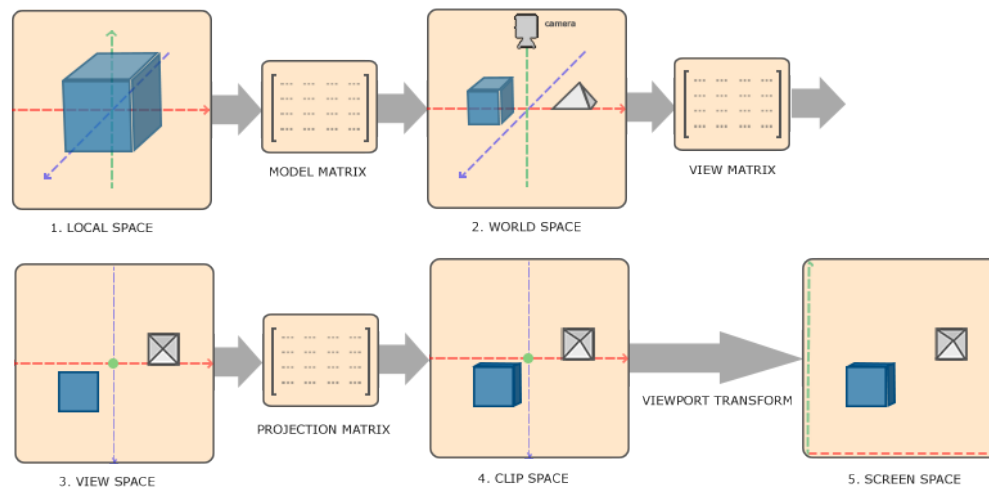 camera
MODEL MATRIX
VIEW MATRIX
1. LOCAL SPACE
2. WORLD SPACE
PROJECTION MATRIX
VIEWPORT TRANSFORM
3. VIEW SPACE
4. CLIP SPACE
5. SCREEN SPACE